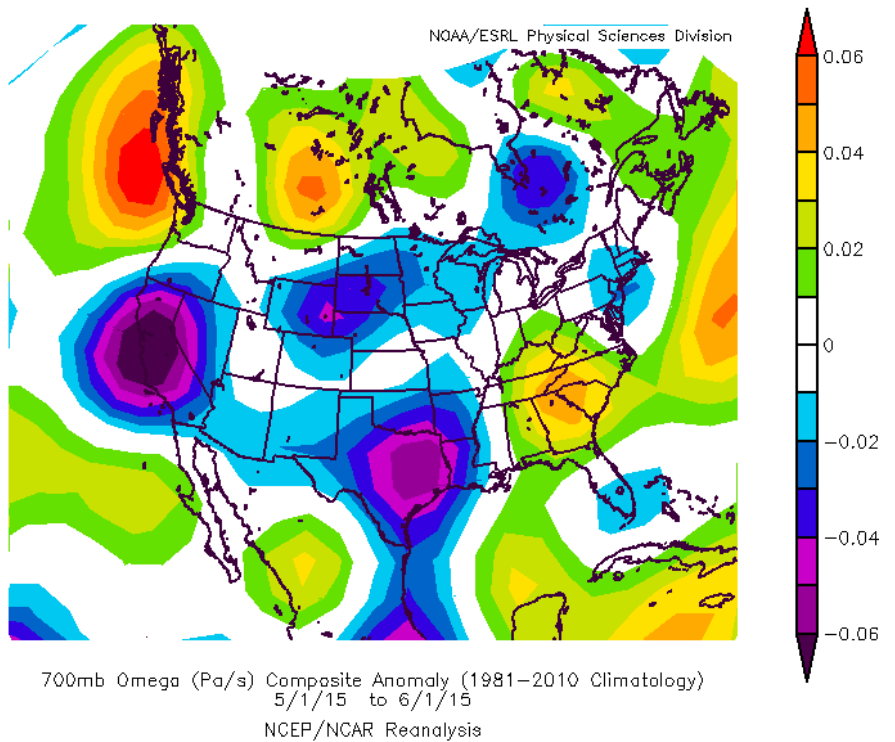 NOAA/ESRL Physical Sciences Division
0.06
0.04
0.02
0
−0.02
−0.04
−0.06
700mb Omega (Pa/s) Composite Anomaly (1981−2010 Climatology)
5/1/15 to 6/1/15
NCEP/NCAR Reanalysis